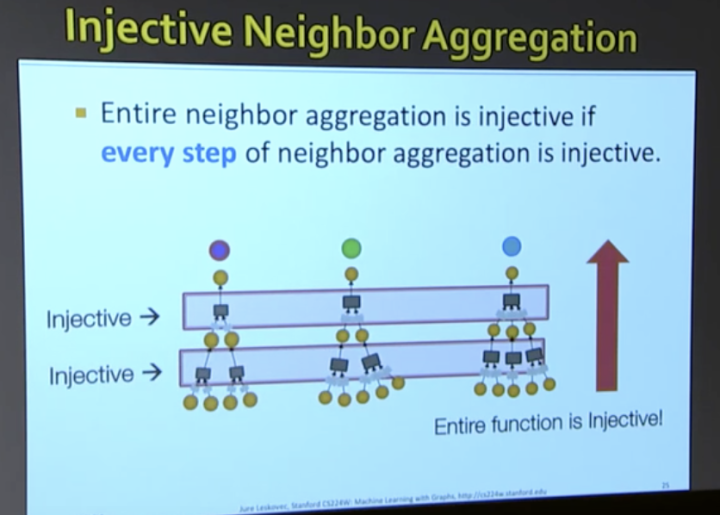 Injective Neighbor Aggregation
Entire neighbor aggregation is injective if
every step of neighbor aggregation is injective.
Injective →
Injective →
Entire function is Injective!
Jure Leskovec, Stanford CS224W: Machine Learning with Graphs, http://cs224w.stanford.edu